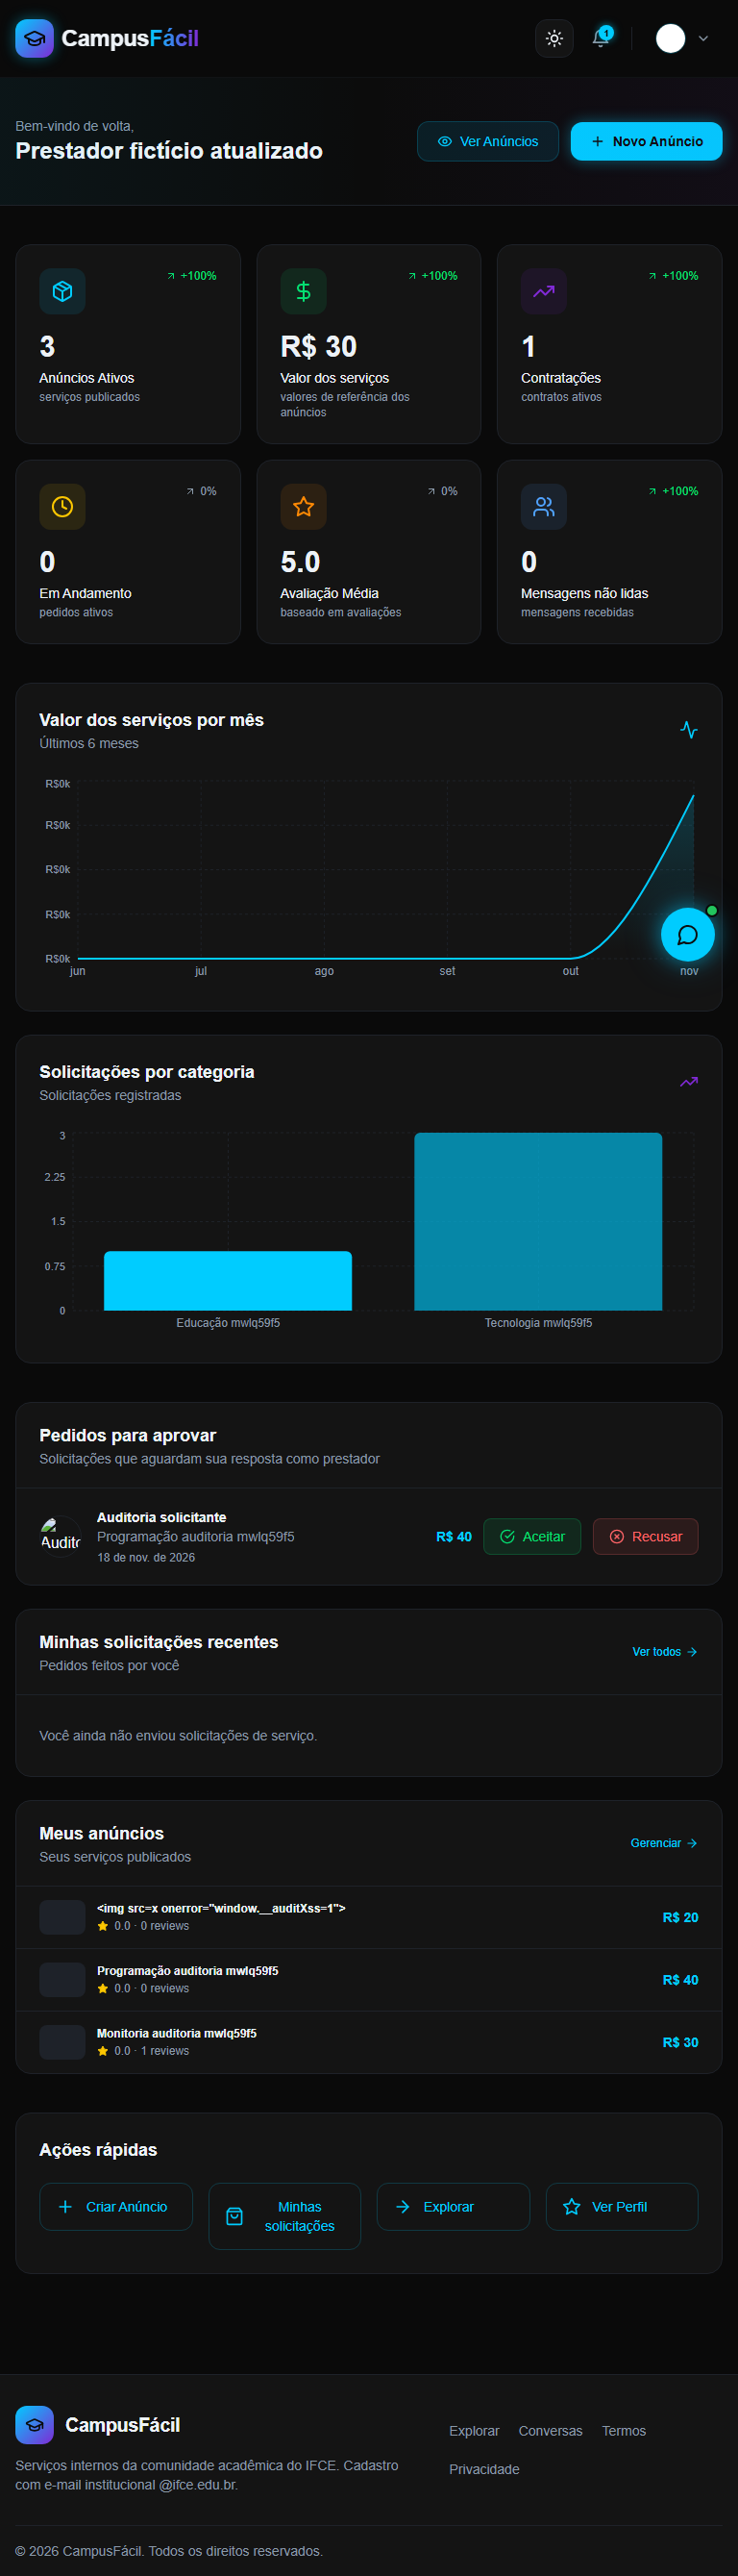 CampusFácil
1
Bem-vindo de volta,
Prestador fictício atualizado
Ver Anúncios
Novo Anúncio
+100%
3
Anúncios Ativos
serviços publicados
+100%
R$ 30
Valor dos serviços
valores de referência dos
anúncios
+100%
1
Contratações
contratos ativos
0%
0
Em Andamento
pedidos ativos
0%
5.0
Avaliação Média
baseado em avaliações
+100%
0
Mensagens não lidas
mensagens recebidas
Valor dos serviços por mês
Últimos 6 meses
R$0k
R$0k
R$0k
R$0k
R$0k
jun jul ago set out nov
Solicitações por categoria
Solicitações registradas
3
2.25
1.5
0.75
0
Educação mwlq59f5 Tecnologia mwlq59f5
Pedidos para aprovar
Solicitações que aguardam sua resposta como prestador
Auditoria solicitante
Programação auditoria mwlq59f5
18 de nov. de 2026
R$ 40
Aceitar
Recusar
Minhas solicitações recentes
Pedidos feitos por você
Ver todos
Você ainda não enviou solicitações de serviço.
Meus anúncios
Seus serviços publicados
Gerenciar
<img src=x onerror="window.__auditXss=1">
0.0 · 0 reviews
R$ 20
Programação auditoria mwlq59f5
0.0 · 0 reviews
R$ 40
Monitoria auditoria mwlq59f5
0.0 · 1 reviews
R$ 30
Ações rápidas
Criar Anúncio
Minhas
solicitações
Explorar
Ver Perfil
CampusFácil
Serviços internos da comunidade acadêmica do IFCE. Cadastro
com e-mail institucional @ifce.edu.br.
Explorar Conversas Termos
Privacidade
© 2026 CampusFácil. Todos os direitos reservados.